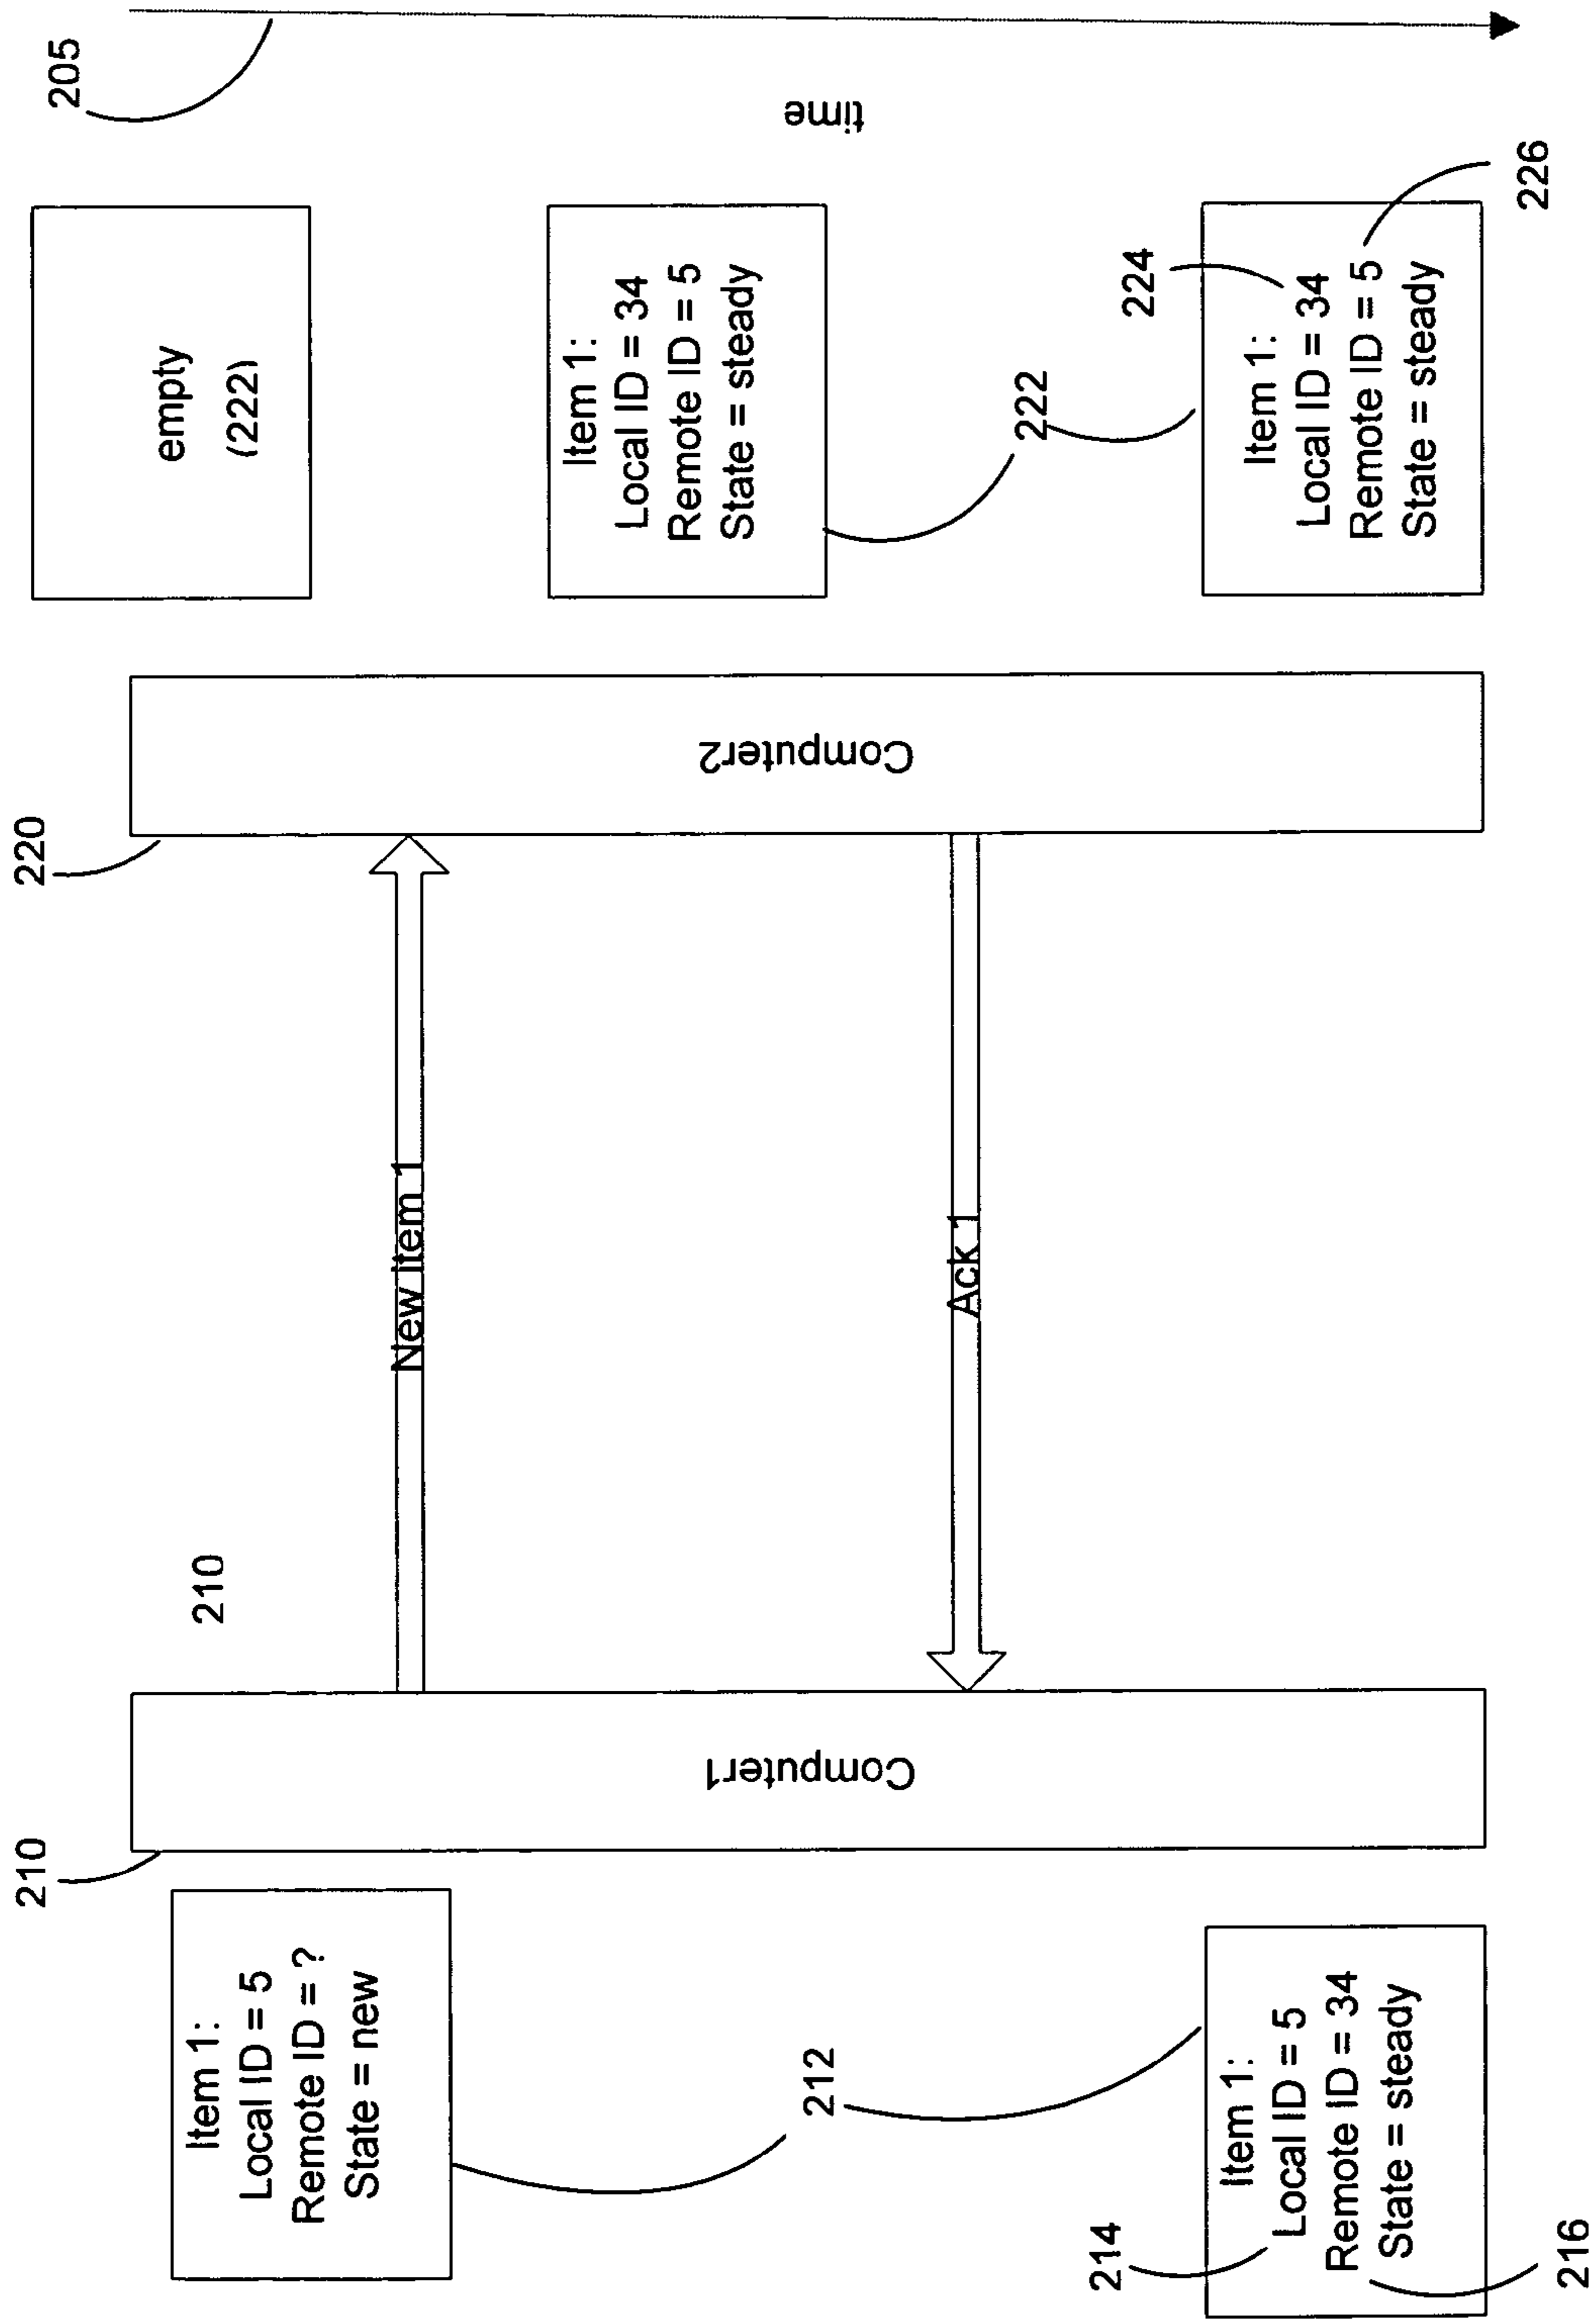 210
220
205
Item 1:
Local ID = 5
Remote ID = ?
State = new
210
empty
(222)
New item 1
Computer1
Computer2
time
Item 1:
Local ID = 34
Remote ID = 5
State = steady
212
Ack 1
222
214
224
Item 1:
Local ID = 5
Remote ID = 34
State = steady
Item 1:
Local ID = 34
Remote ID = 5
State = steady
216
226